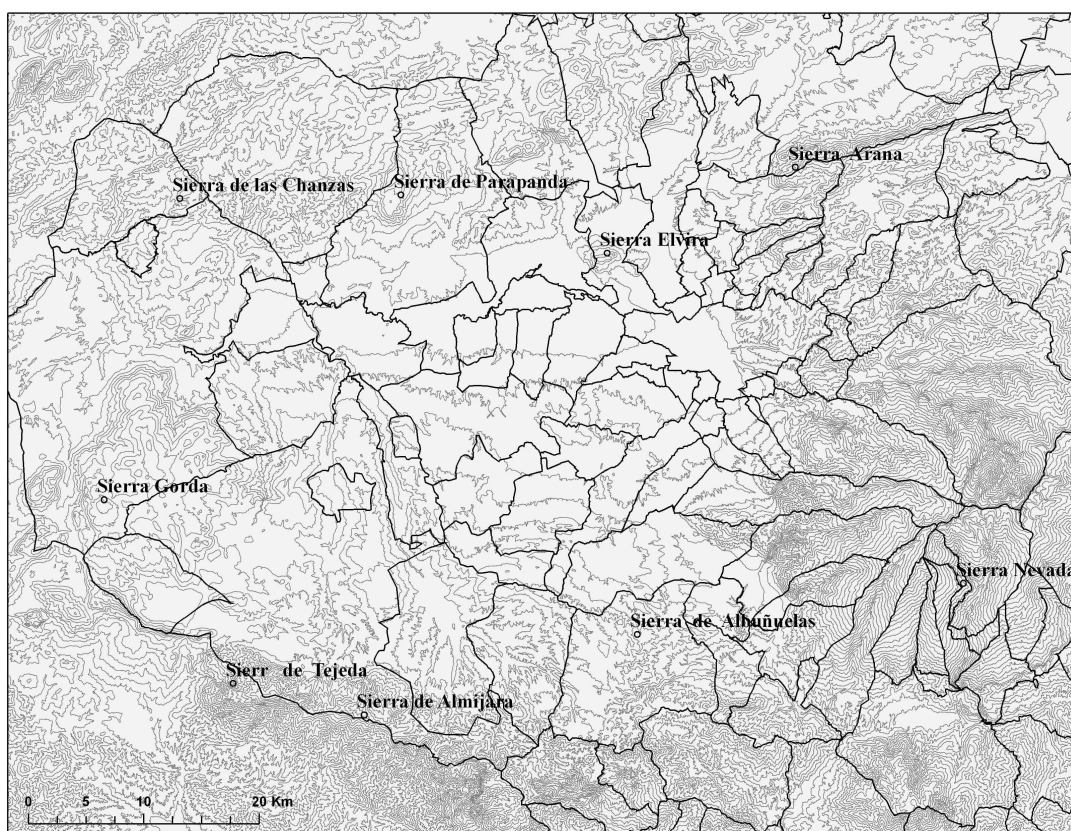 Sierra Arana
Sierra de las Chanzas
Sierra de Parapanda
Sierra Elvira
Sierra Gorda
Sierra Nevada
Sierra de Albuñuelas
Sierr de Tejeda
Sierra de Almijara
0 5 10 20 Km